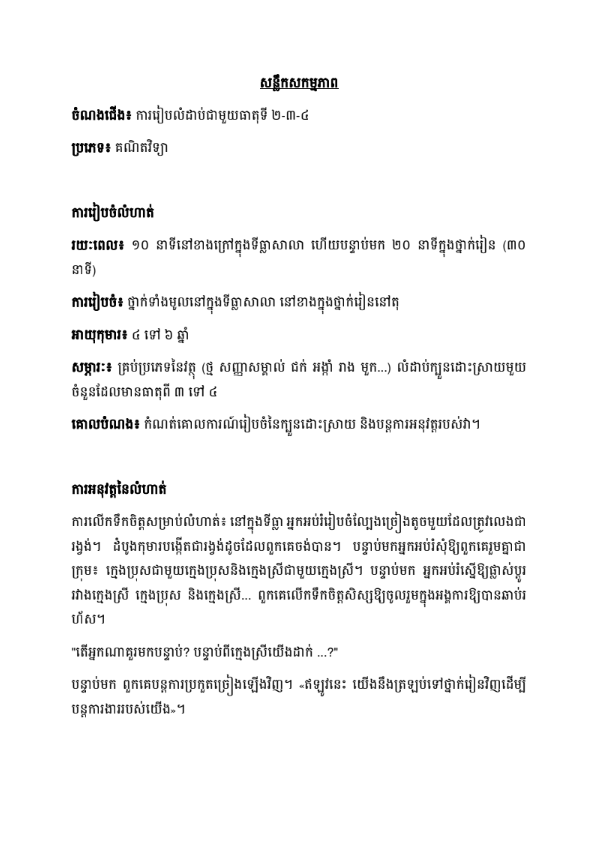 សន្លឹកសកម្មភាព
ចំណងជើង៖ ការរៀបលំដាប់ជាមួយធាតុទី ២-៣-៤
ប្រភេទ៖ គណិតវិទ្យា
ការរៀបចំលំហាត់
រយៈពេល៖ ១០ នាទីនៅខាងក្រៅក្នុងទីធ្លាសាលា ហើយបន្ទាប់មក ២០ នាទីក្នុងថ្នាក់រៀន (៣០
នាទី)
ការរៀបចំ៖ ថ្នាក់ទាំងមូលនៅក្នុងទីធ្លាសាលា នៅខាងក្នុងថ្នាក់រៀននៅតុ
អាយុកុមារ៖ ៤ ទៅ ៦ ឆ្នាំ
សម្ភារៈ៖ គ្រប់ប្រភេទនៃវត្ថុ (ថ្ម សញ្ញាសម្គាល់ ជក់ អង្កាំ រាង មួក...) លំដាប់ក្បួនដោះស្រាយមួយ
ចំនួនដែលមានធាតុពី ៣ ទៅ ៤
គោលបំណង៖ កំណត់គោលការណ៍រៀបចំនៃក្បួនដោះស្រាយ និងបន្តការអនុវត្តរបស់វា។
ការអនុវត្តនៃលំហាត់
ការលើកទឹកចិត្តសម្រាប់លំហាត់៖ នៅក្នុងទីធ្លា អ្នកអប់រំរៀបចំល្បែងច្រៀងតូចមួយដែលត្រូវលេងជា
រង្វង់។ ដំបូងកុមារបង្កើតជារង្វង់ដូចដែលពួកគេចង់បាន។ បន្ទាប់មកអ្នកអប់រំសុំឱ្យពួកគេរួមគ្នាជា
ក្រុម៖ ក្មេងប្រុសជាមួយក្មេងប្រុសនិងក្មេងស្រីជាមួយក្មេងស្រី។ បន្ទាប់មក អ្នកអប់រំស្នើឱ្យផ្លាស់ប្តូរ
រវាងក្មេងស្រី ក្មេងប្រុស និងក្មេងស្រី... ពួកគេលើកទឹកចិត្តសិស្សឱ្យចូលរួមក្នុងអង្គការឱ្យបានឆាប់រ
ហ័ស។
"តើអ្នកណាគួរមកបន្ទាប់? បន្ទាប់ពីក្មេងស្រីយើងដាក់ ...?"
បន្ទាប់មក ពួកគេបន្តការប្រកួតច្រៀងឡើងវិញ។ «ឥឡូវនេះ យើងនឹងត្រឡប់ទៅថ្នាក់រៀនវិញដើម្បី
បន្តការងាររបស់យើង»។